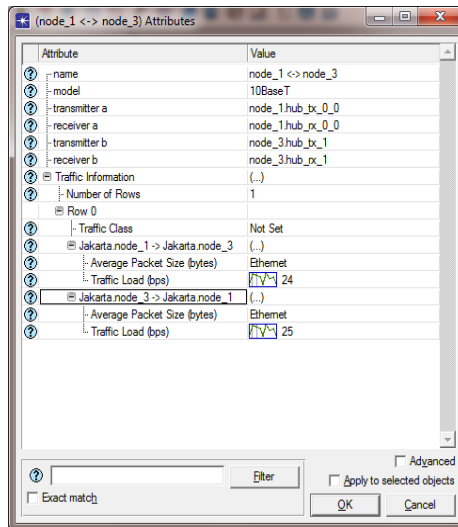 (node_1 <-> node_3) Attributes
Attribute Value
name node_1 <-> node_3
model 10BaseT
transmitter a node_1.hub_tx_0_0
receiver a node_1.hub_rx_0_0
transmitter b node_3.hub_tx_1
receiver b node_3.hub_rx_1
Traffic Information (...)
Number of Rows 1
Row 0
Traffic Class Not Set
Jakarta.node_1 -> Jakarta.node_3 (...)
Average Packet Size (bytes) Ethernet
Traffic Load (bps) 24
Jakarta.node_3 -> Jakarta.node_1 (...)
Average Packet Size (bytes) Ethernet
Traffic Load (bps) 25
Advanced
Filter Apply to selected objects
Exact match OK Cancel